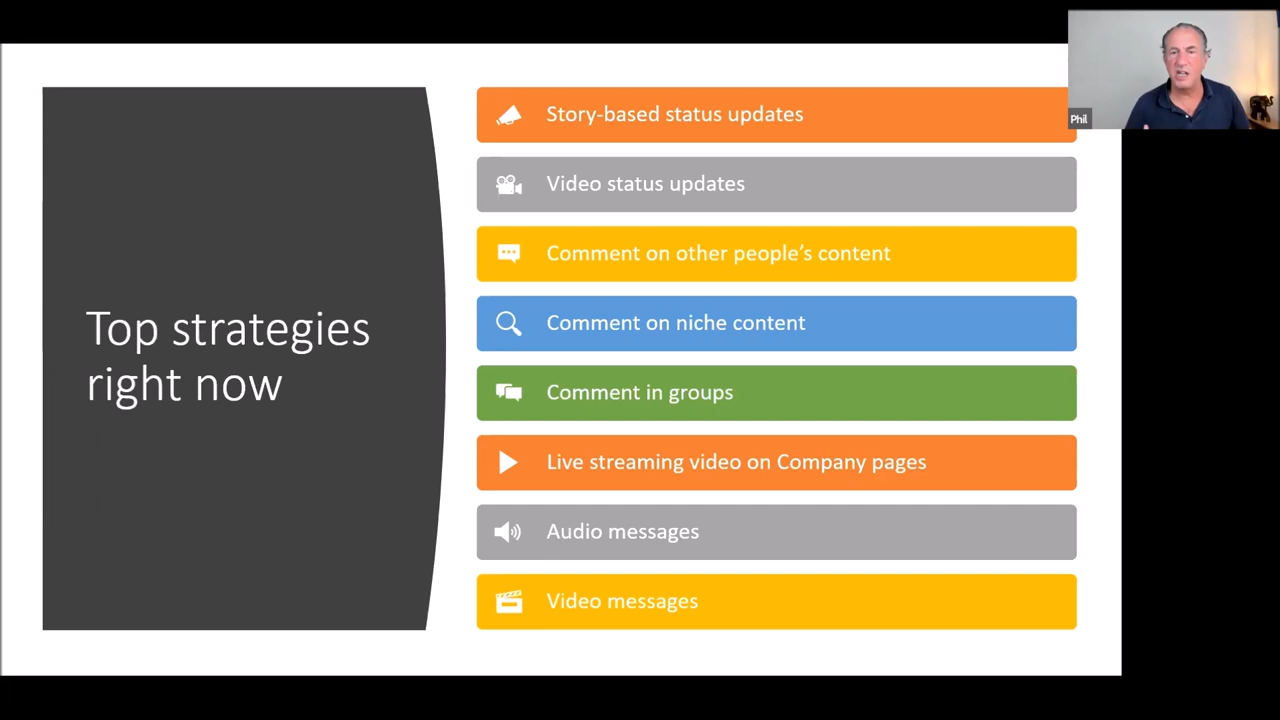 Top strategies
right now
Story-based status updates
Video status updates
Comment on other people’s content
Comment on niche content
Comment in groups
Live streaming video on Company pages
Audio messages
Video messages
Phil